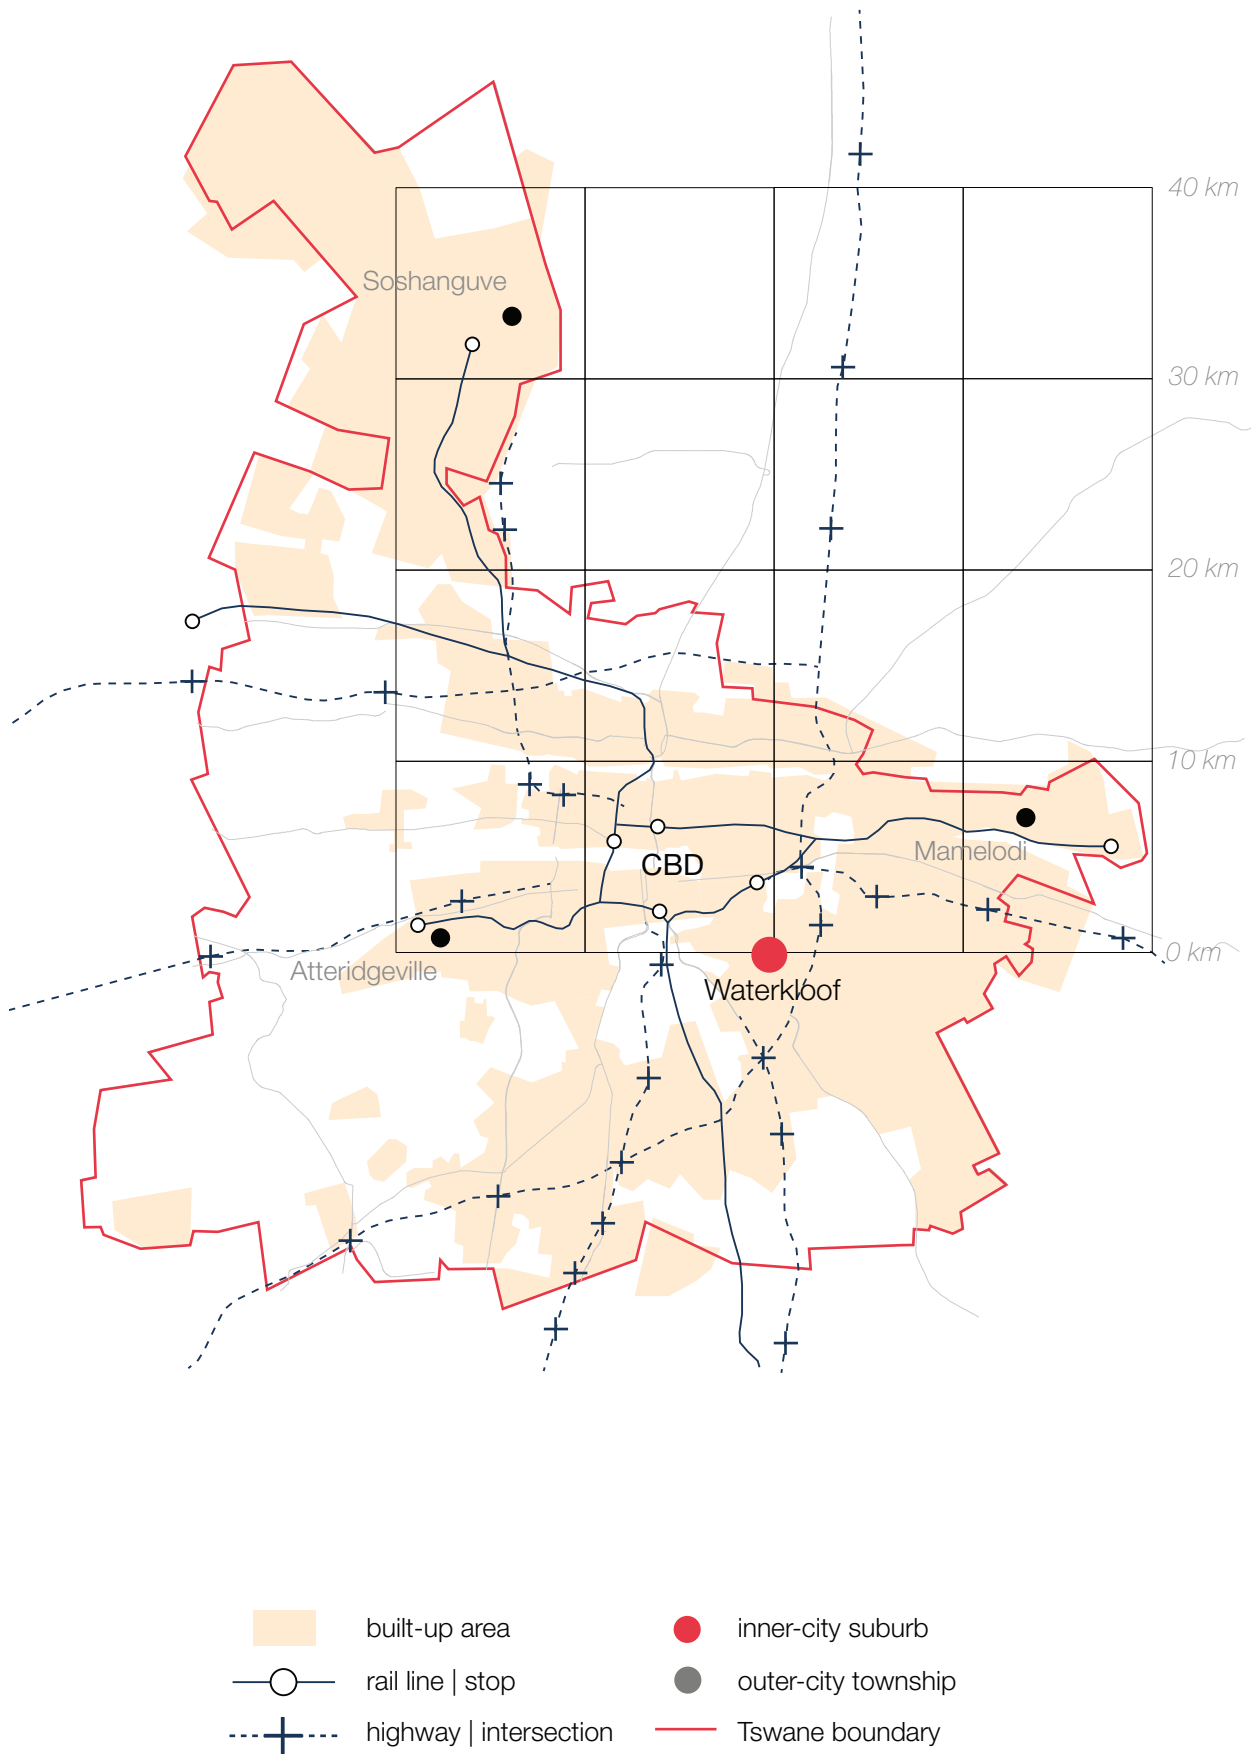 40 km
Soshanguve
30 km
20 km
10 km
CBD
Mamelodi
0 km
Atteridgeville
Waterkloof
built-up area
inner-city suburb
rail line | stop
outer-city township
highway | intersection
Tswane boundary